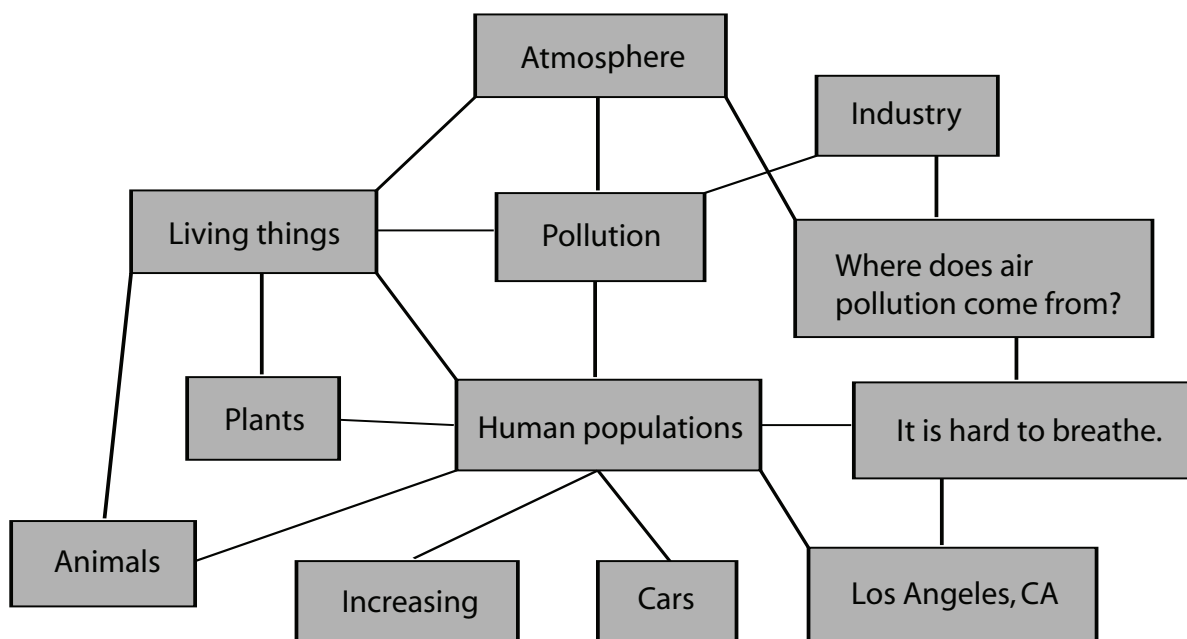 Atmosphere
Industry
Living things
Pollution
Where does air
pollution come from?
Plants
Human populations
It is hard to breathe.
Animals
Increasing
Cars
Los Angeles, CA